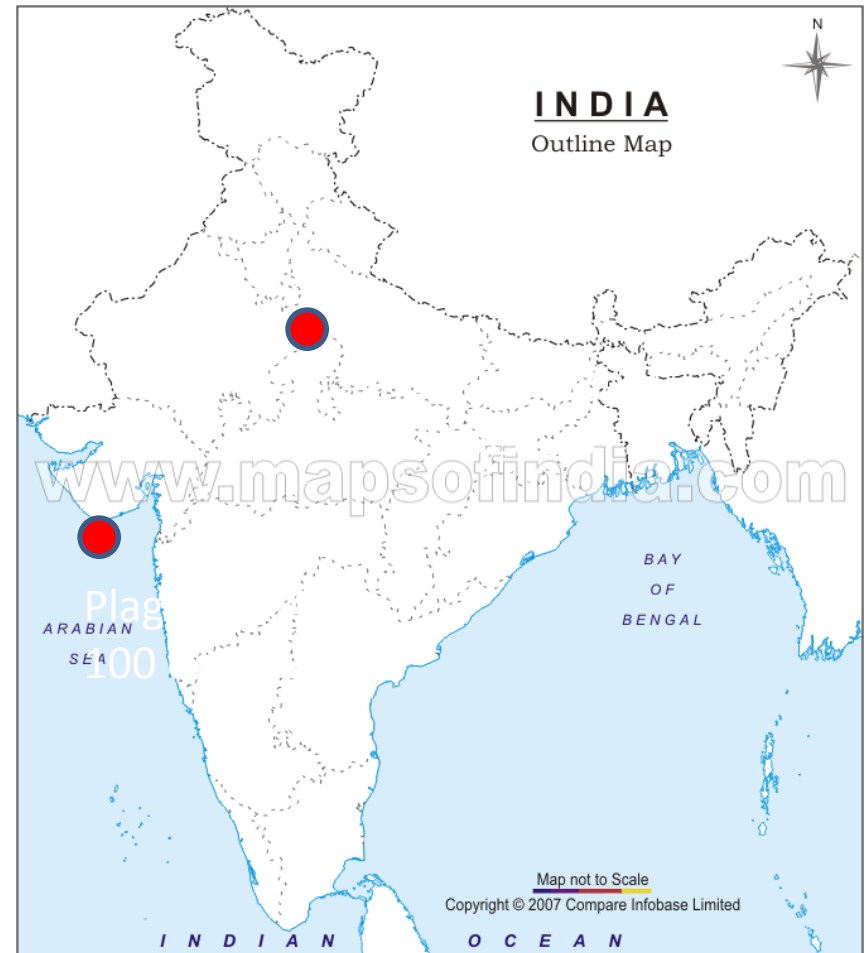 N
INDIA
Outline Map
www.mapsofindia.com
BAY
OF
BENGAL
Plag
ARABIAN
SEA
100
Map not to Scale
Copyright © 2007 Compare Infobase Limited
INDIAN OCEAN